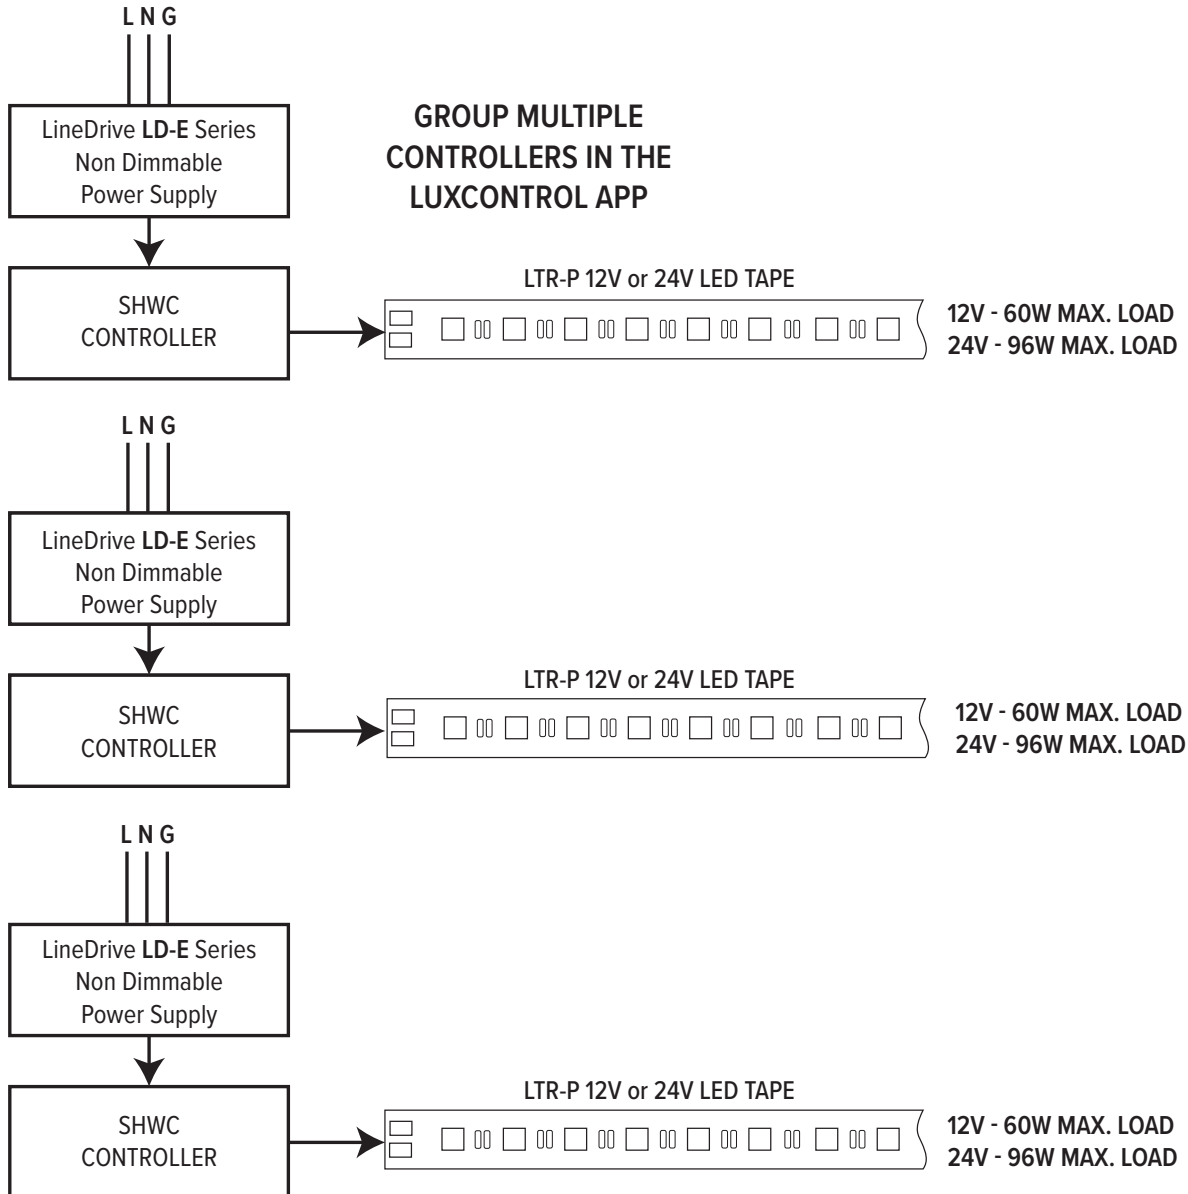 L N G
LineDrive LD-E Series
Non Dimmable
Power Supply
GROUP MULTIPLE
CONTROLLERS IN THE
LUXCONTROL APP
SHWC
CONTROLLER
LTR-P 12V or 24V LED TAPE
12V - 60W MAX. LOAD
24V - 96W MAX. LOAD
L N G
LineDrive LD-E Series
Non Dimmable
Power Supply
SHWC
CONTROLLER
LTR-P 12V or 24V LED TAPE
12V - 60W MAX. LOAD
24V - 96W MAX. LOAD
L N G
LineDrive LD-E Series
Non Dimmable
Power Supply
SHWC
CONTROLLER
LTR-P 12V or 24V LED TAPE
12V - 60W MAX. LOAD
24V - 96W MAX. LOAD